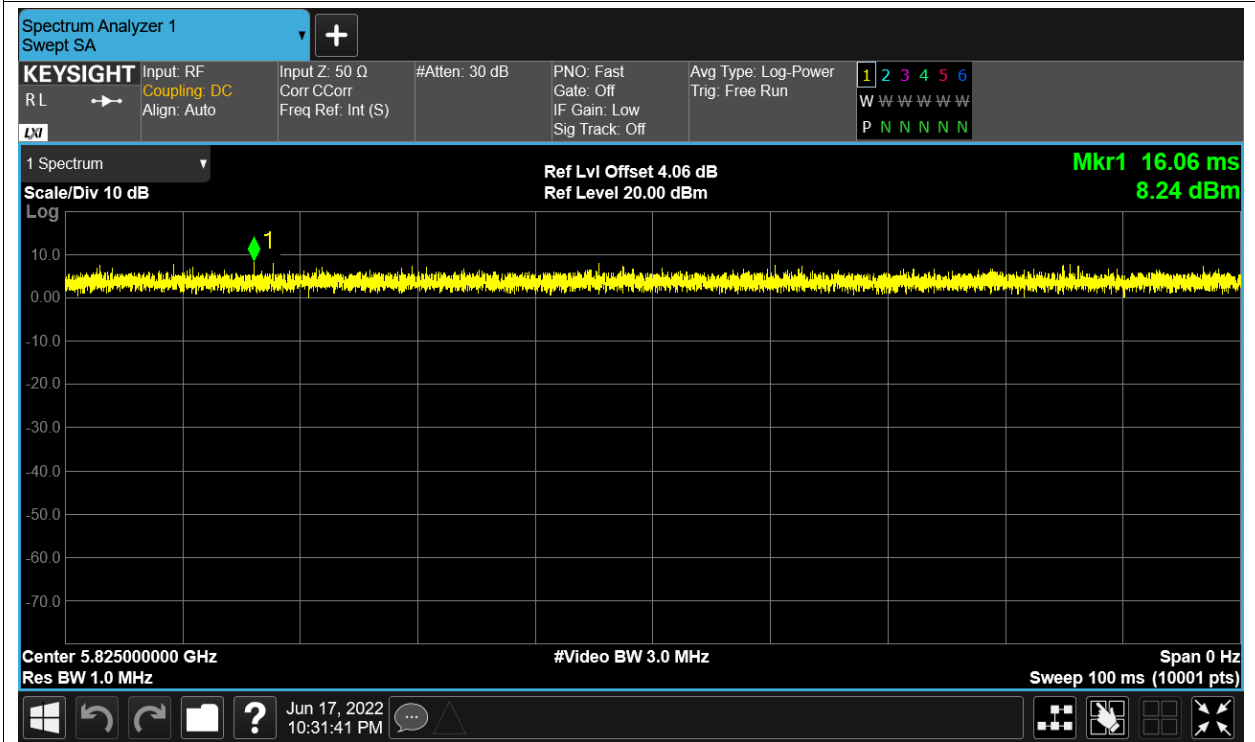 Spectrum Analyzer 1
Swept SA
KEYSIGHT Input: RF Input Z: 50 Ω #Atten: 30 dB PNO: Fast Avg Type: Log-Power 1 2 3 4 5 6
R L Coupling: DC Corr CCorr Gate: Off Trig: Free Run W W W W W W
Align: Auto Freq Ref: Int (S) IF Gain: Low
LXI Sig Track: Off P N N N N N
1 Spectrum Ref Lvl Offset 4.06 dB Mkr1 16.06 ms
Scale/Div 10 dB Ref Level 20.00 dBm 8.24 dBm
Log
1
10.0
0.00
-10.0
-20.0
-30.0
-40.0
-50.0
-60.0
-70.0
Center 5.825000000 GHz #Video BW 3.0 MHz Span 0 Hz
Res BW 1.0 MHz Sweep 100 ms (10001 pts)
? Jun 17, 2022
10:31:41 PM